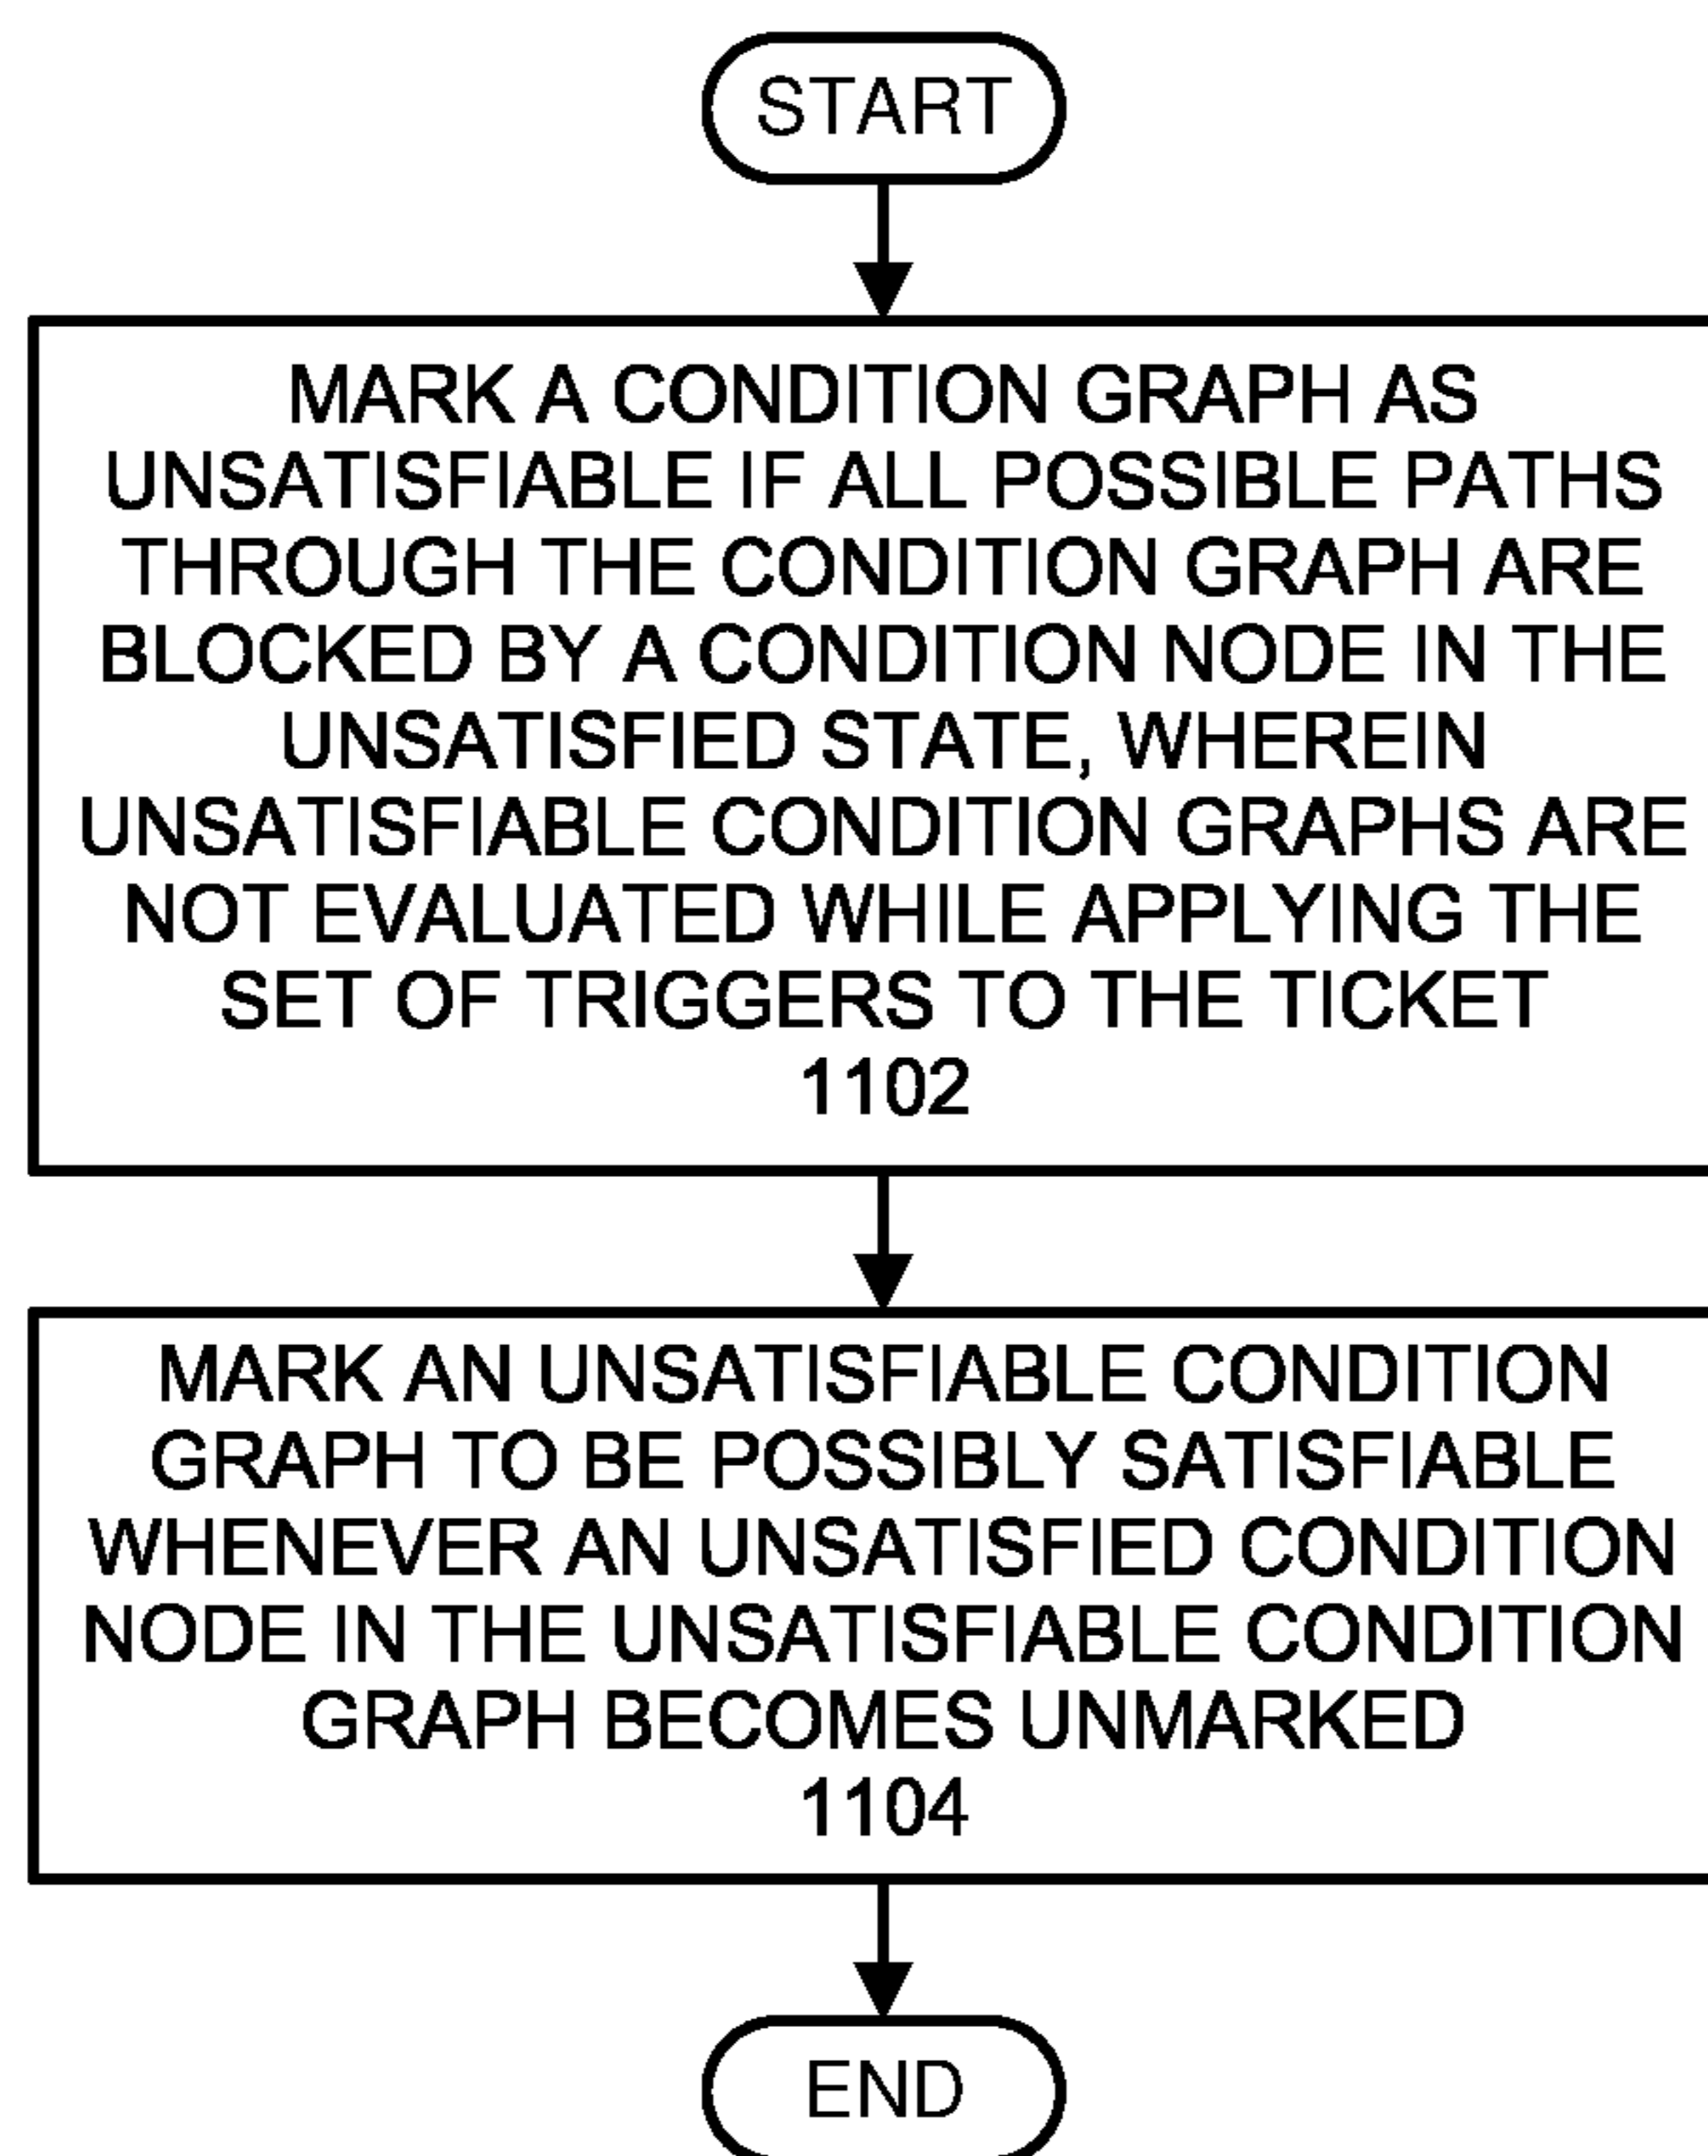 START
MARK A CONDITION GRAPH AS
UNSATISFIABLE IF ALL POSSIBLE PATHS
THROUGH THE CONDITION GRAPH ARE
BLOCKED BY A CONDITION NODE IN THE
UNSATISFIED STATE, WHEREIN
UNSATISFIABLE CONDITION GRAPHS ARE
NOT EVALUATED WHILE APPLYING THE
SET OF TRIGGERS TO THE TICKET
1102
MARK AN UNSATISFIABLE CONDITION
GRAPH TO BE POSSIBLY SATISFIABLE
WHENEVER AN UNSATISFIED CONDITION
NODE IN THE UNSATISFIABLE CONDITION
GRAPH BECOMES UNMARKED
1104
END